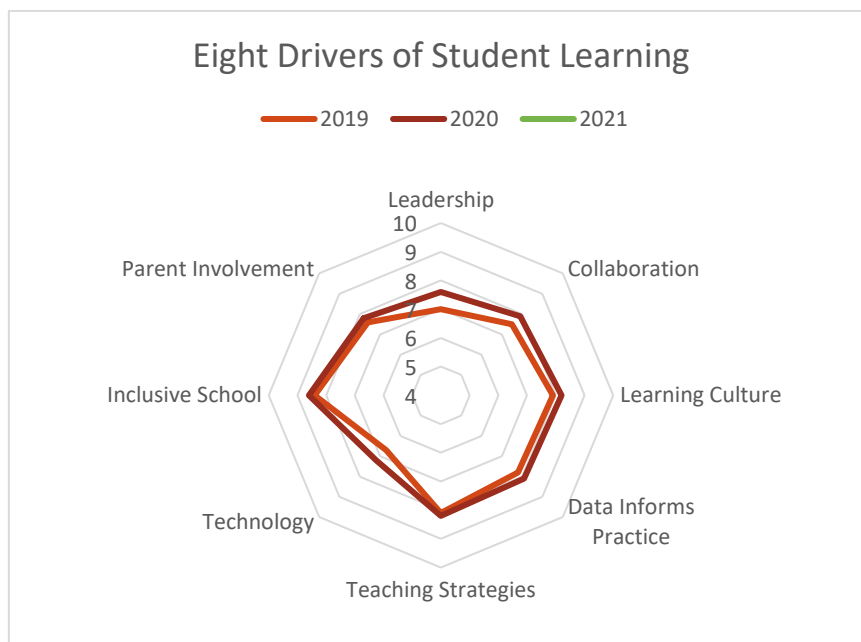 Eight Drivers of Student Learning
2019 2020 2021
Leadership
10
9
8
7
6
5
4
Collaboration
Learning Culture
Data Informs
Practice
Teaching Strategies
Technology
Inclusive School
Parent Involvement